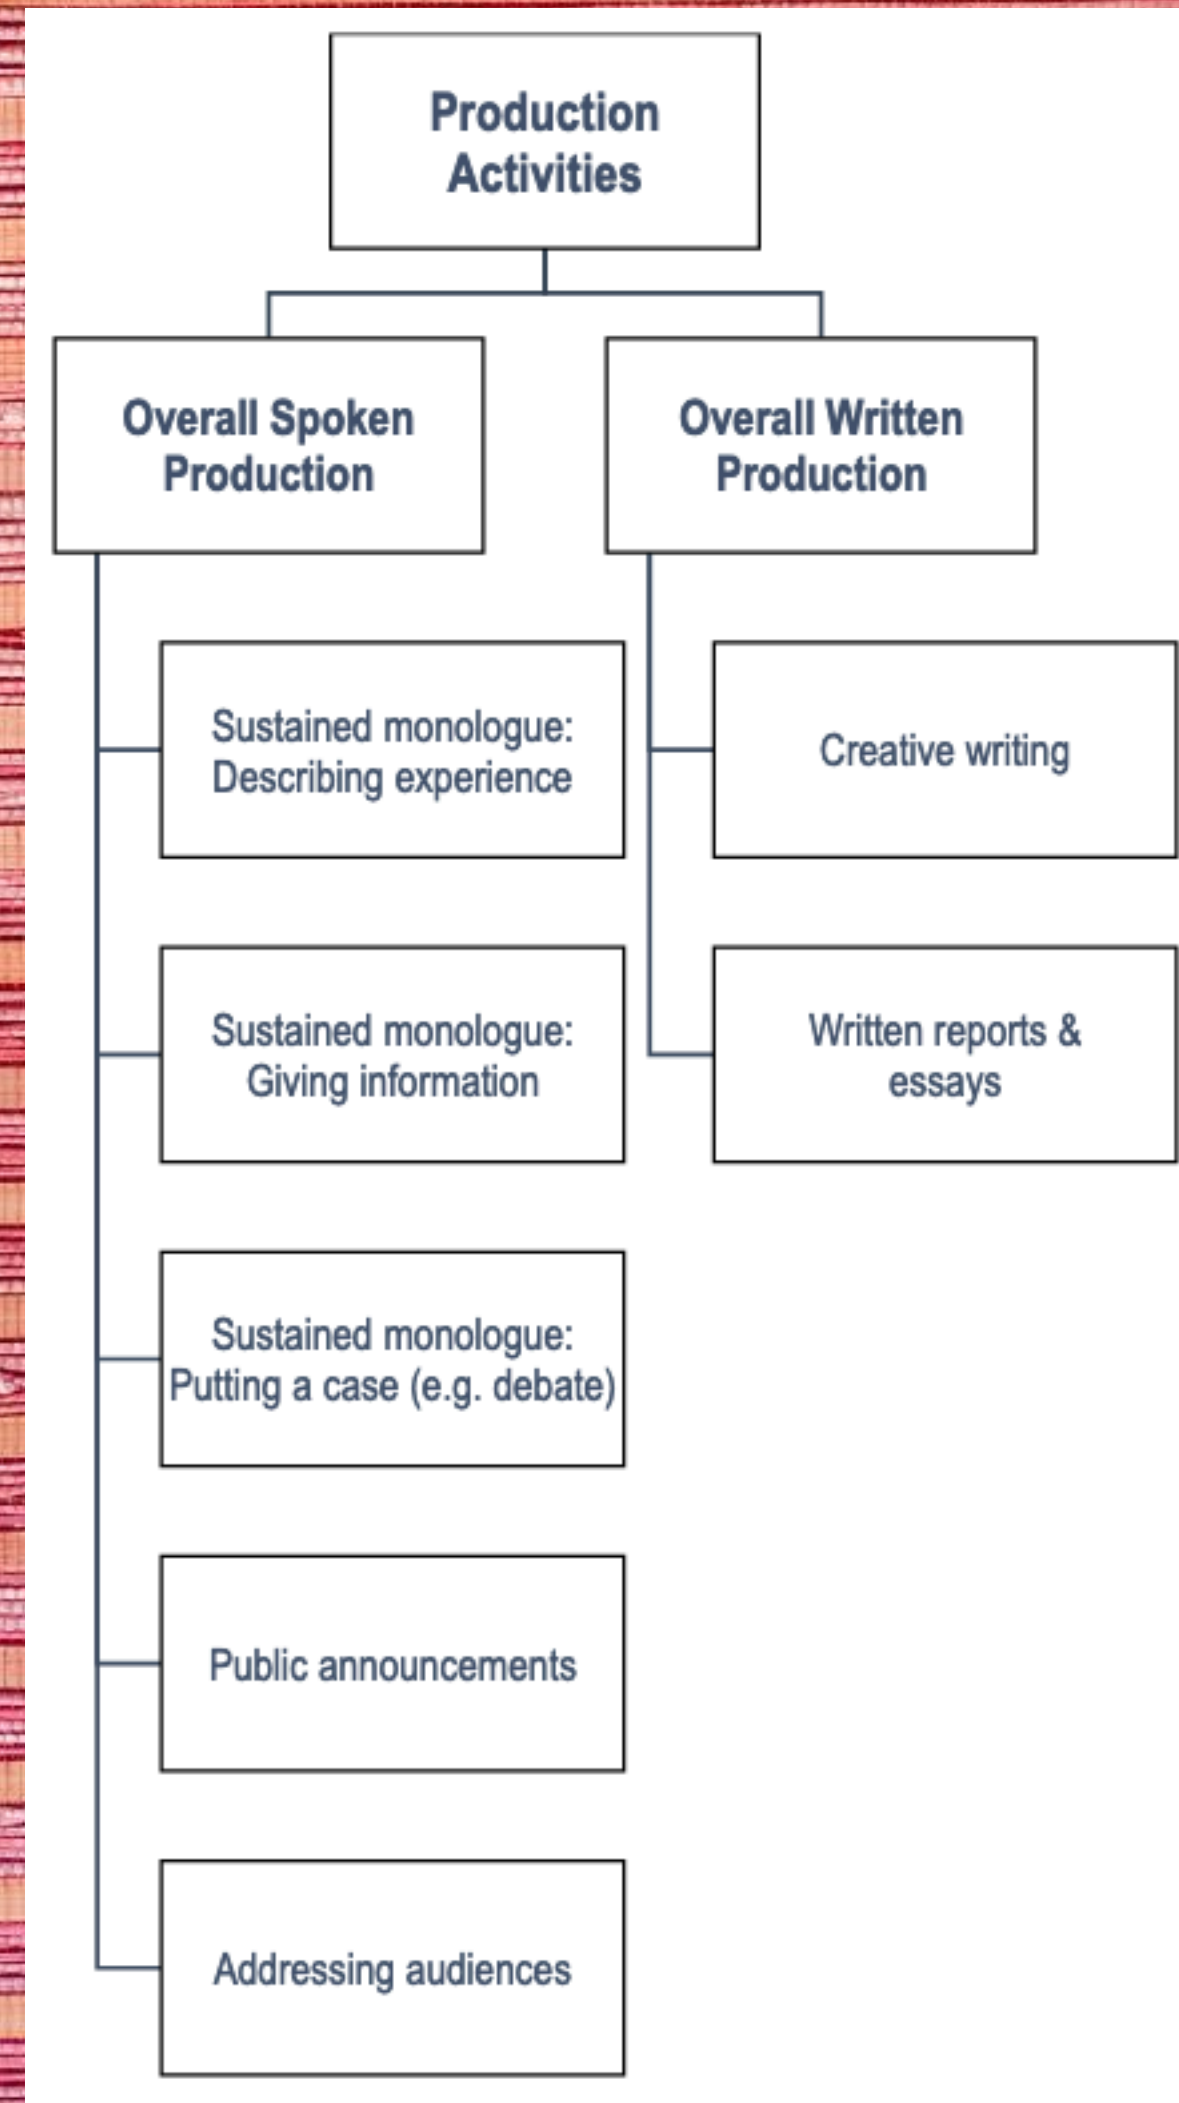 Production
Activities
Overall Spoken
Production
Overall Written
Production
Sustained monologue:
Describing experience
Sustained monologue:
Giving information
Sustained monologue:
Putting a case (e.g. debate)
Public announcements
Addressing audiences
Creative writing
Written reports &
essays